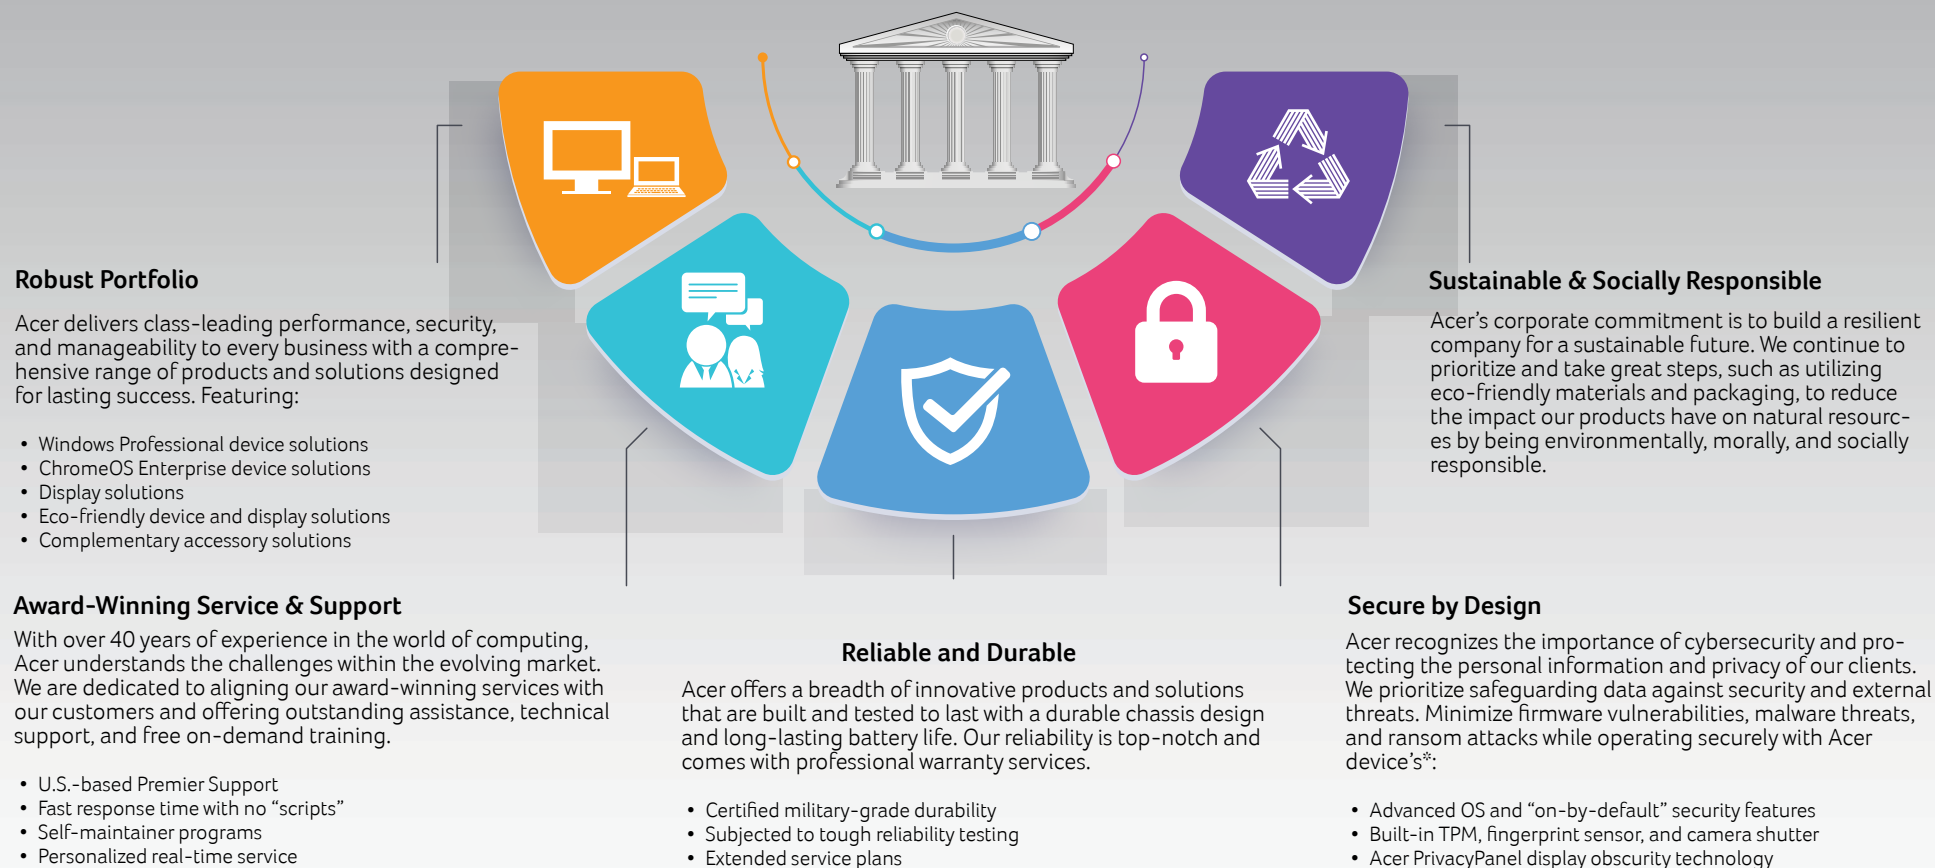 Robust Portfolio
Acer delivers class-leading performance, security,
and manageability to every business with a compre-
hensive range of products and solutions designed
for lasting success. Featuring:
• Windows Professional device solutions
• ChromeOS Enterprise device solutions
• Display solutions
• Eco-friendly device and display solutions
• Complementary accessory solutions
Award-Winning Service & Support
With over 40 years of experience in the world of computing,
Acer understands the challenges within the evolving market.
We are dedicated to aligning our award-winning services with
our customers and offering outstanding assistance, technical
support, and free on-demand training.
• U.S.-based Premier Support
• Fast response time with no “scripts”
• Self-maintainer programs
• Personalized real-time service
Reliable and Durable
Acer offers a breadth of innovative products and solutions
that are built and tested to last with a durable chassis design
and long-lasting battery life. Our reliability is top-notch and
comes with professional warranty services.
• Certified military-grade durability
• Subjected to tough reliability testing
• Extended service plans
Sustainable & Socially Responsible
Acer’s corporate commitment is to build a resilient
company for a sustainable future. We continue to
prioritize and take great steps, such as utilizing
eco-friendly materials and packaging, to reduce
the impact our products have on natural resourc-
es by being environmentally, morally, and socially
responsible.
Secure by Design
Acer recognizes the importance of cybersecurity and pro-
tecting the personal information and privacy of our clients.
We prioritize safeguarding data against security and external
threats. Minimize firmware vulnerabilities, malware threats,
and ransom attacks while operating securely with Acer
device’s*:
• Advanced OS and “on-by-default” security features
• Built-in TPM, fingerprint sensor, and camera shutter
• Acer PrivacyPanel display obscurity technology